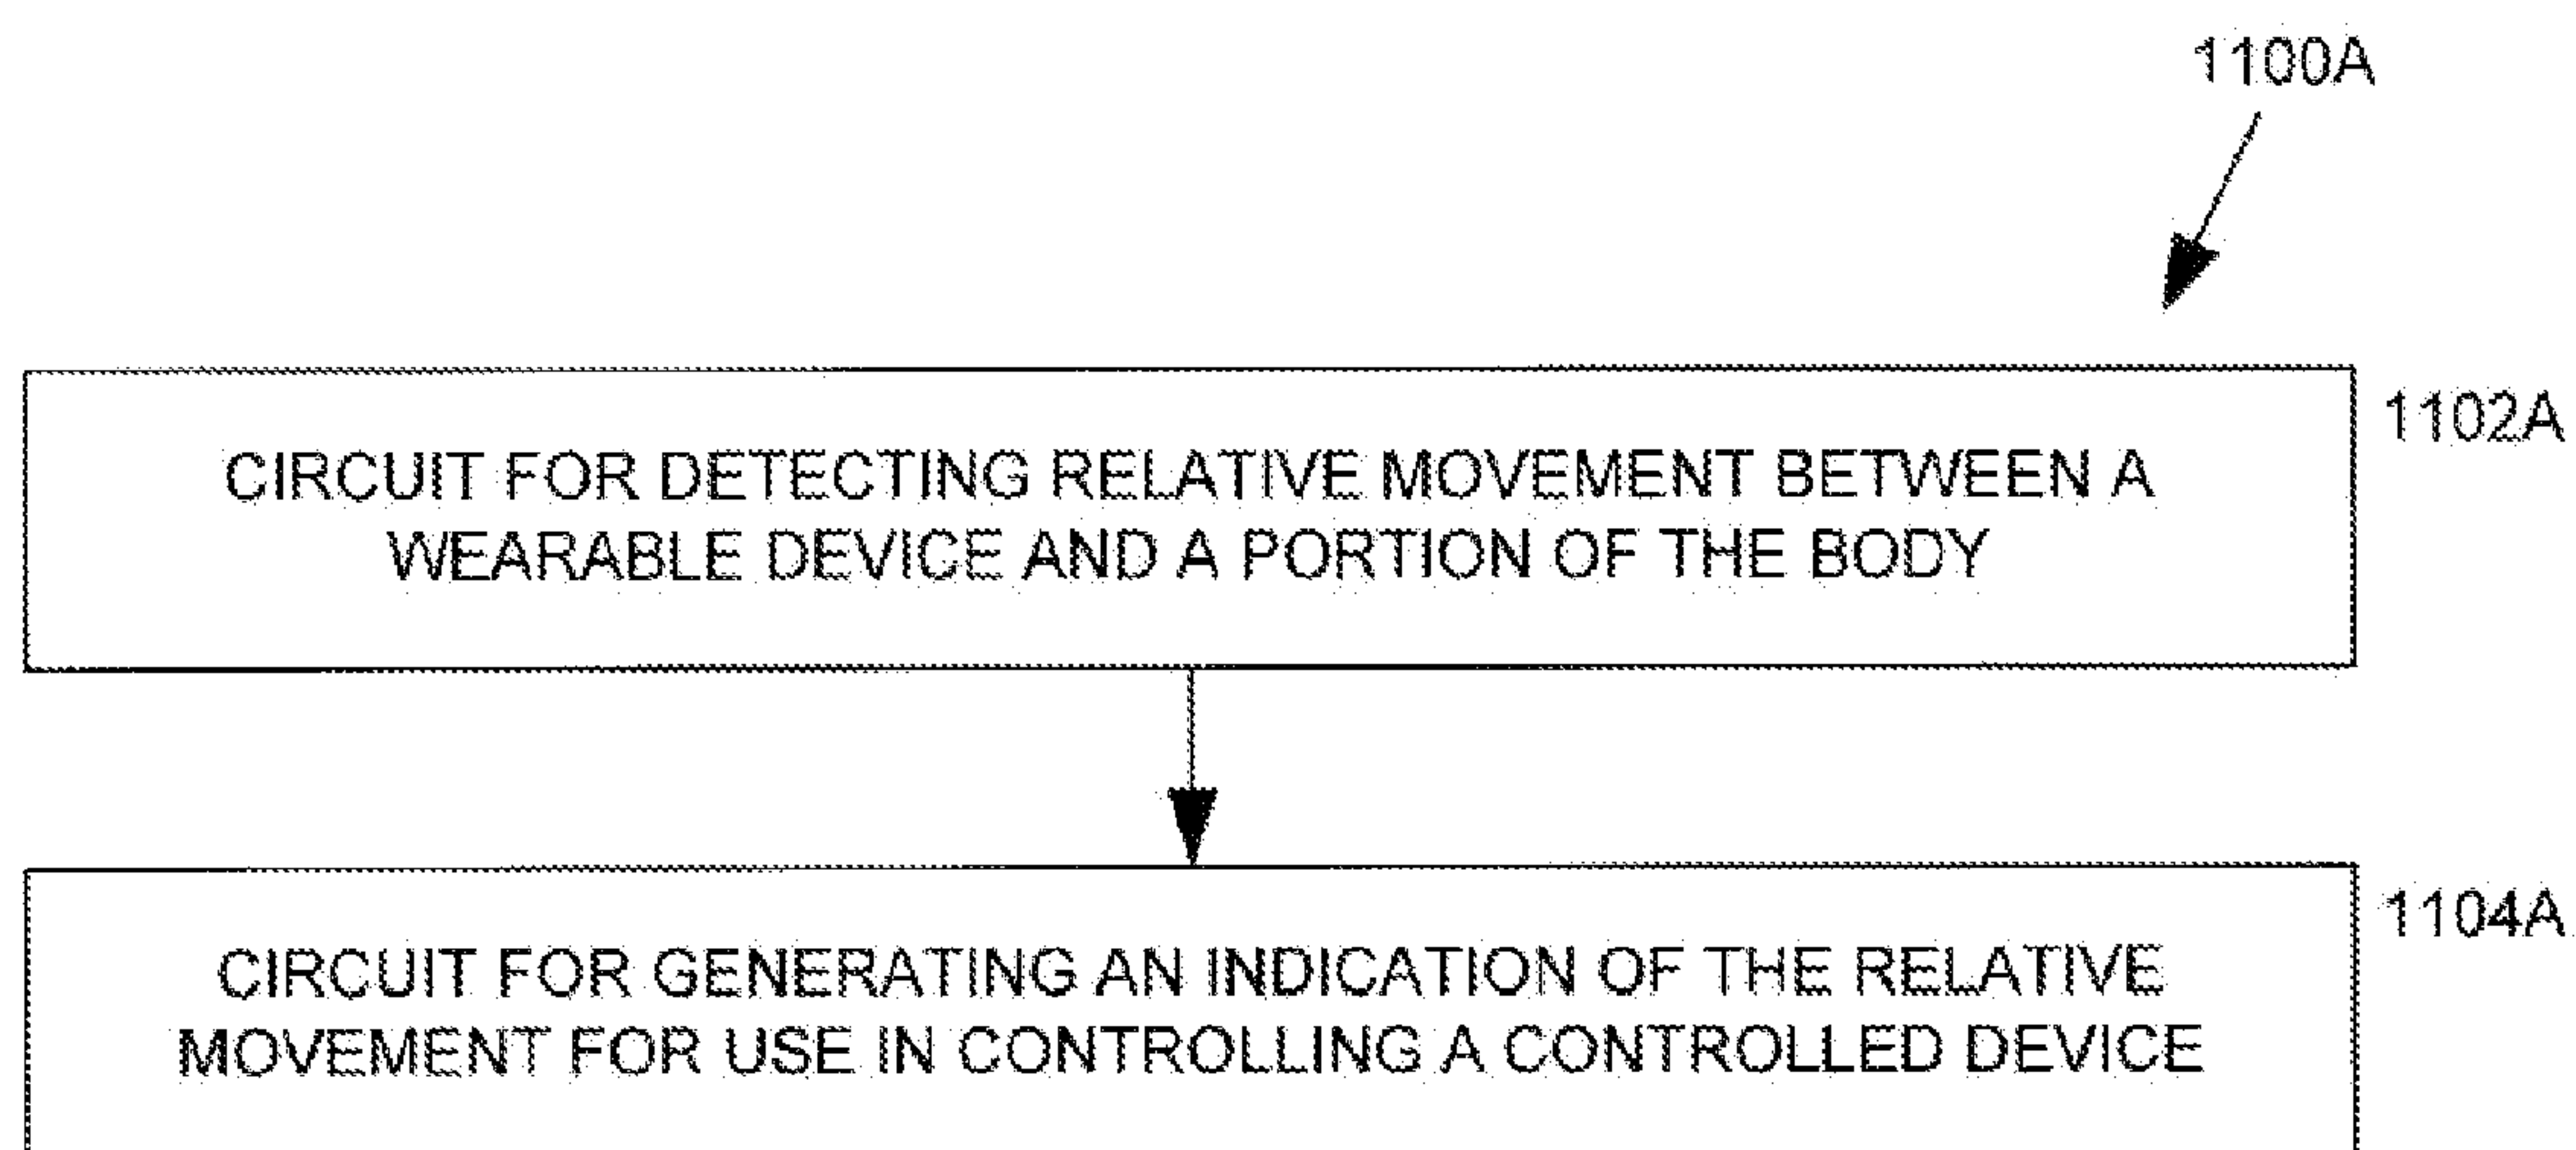 1100A
1102A
CIRCUIT FOR DETECTING RELATIVE MOVEMENT BETWEEN A
WEARABLE DEVICE AND A PORTION OF THE BODY
1104A
CIRCUIT FOR GENERATING AN INDICATION OF THE RELATIVE
MOVEMENT FOR USE IN CONTROLLING A CONTROLLED DEVICE